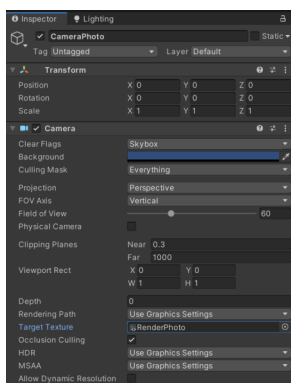 Inspector Lighting
CameraPhoto Static
Tag Untagged Layer Default
Transform
Position X 0 Y 0 Z 0
Rotation X 0 Y 0 Z 0
Scale X 1 Y 1 Z 1
Camera
Clear Flags Skybox
Background
Culling Mask Everything
Projection Perspective
FOV Axis Vertical
Field of View 60
Physical Camera
Clipping Planes Near 0.3
Far 1000
Viewport Rect X 0 Y 0
W 1 H 1
Depth 0
Rendering Path Use Graphics Settings
Target Texture RenderPhoto
Occlusion Culling
HDR Use Graphics Settings
MSAA Use Graphics Settings
Allow Dynamic Resolution